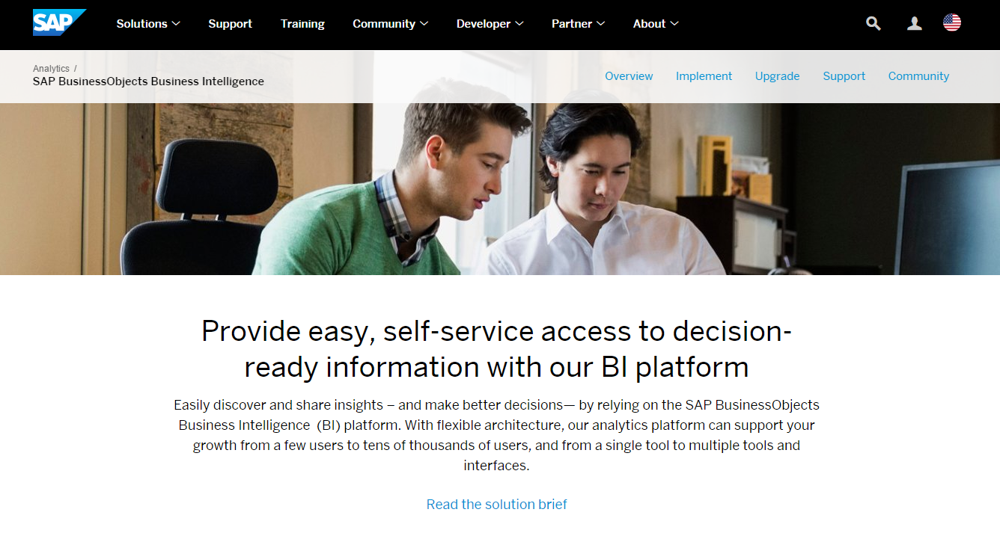 SAP Solutions Support Training Community Developer Partner About
Analytics /
SAP BusinessObjects Business Intelligence
Overview Implement Upgrade Support Community
Provide easy, self-service access to decision-
ready information with our BI platform
Easily discover and share insights – and make better decisions— by relying on the SAP BusinessObjects
Business Intelligence (BI) platform. With flexible architecture, our analytics platform can support your
growth from a few users to tens of thousands of users, and from a single tool to multiple tools and
interfaces.
Read the solution brief